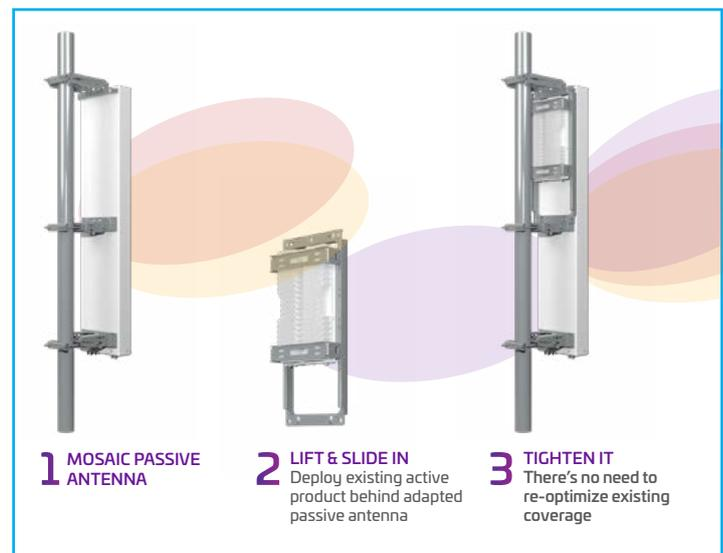 1 MOSAIC PASSIVE
ANTENNA
2 LIFT & SLIDE IN
Deploy existing active
product behind adapted
passive antenna
3 TIGHTEN IT
There's no need to
re-optimize existing
coverage